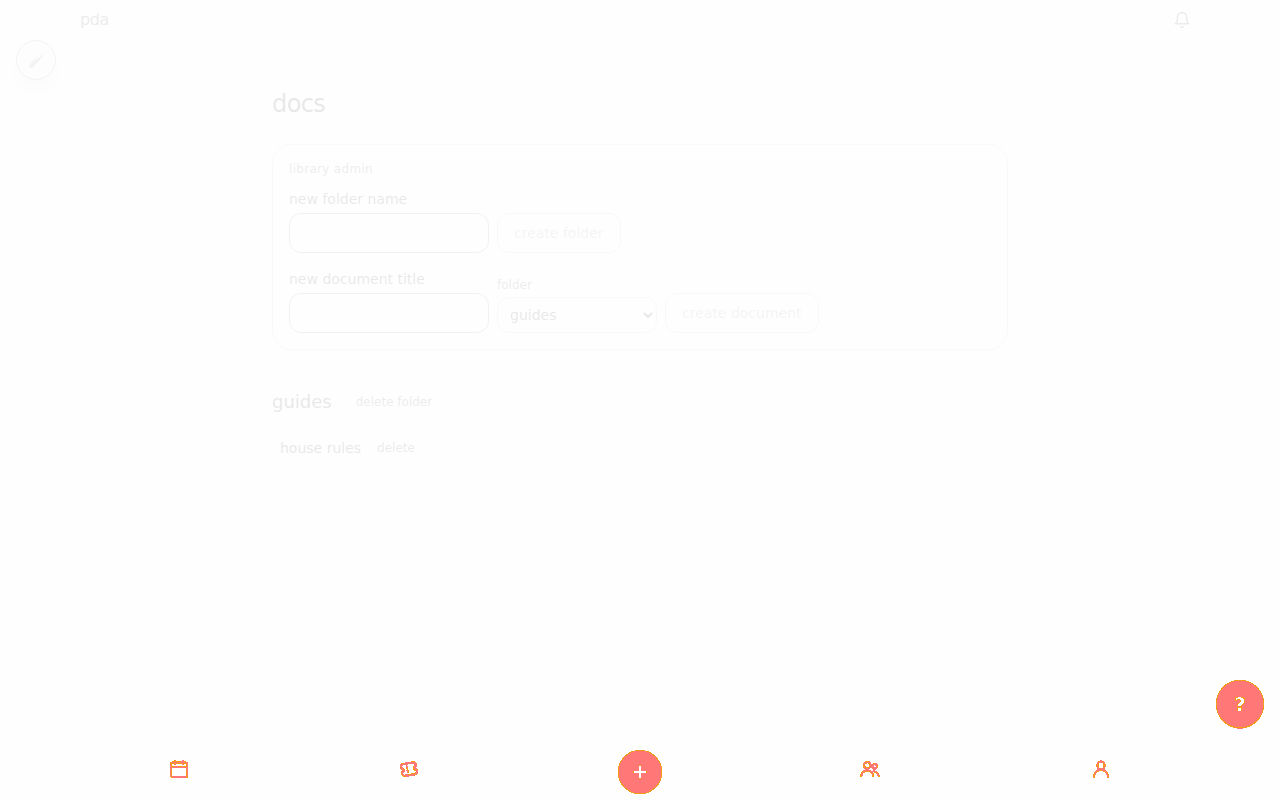 pda
docs
library admin
new folder name
create folder
new document title
folder
guides
create document
guides delete folder
house rules delete
?
+